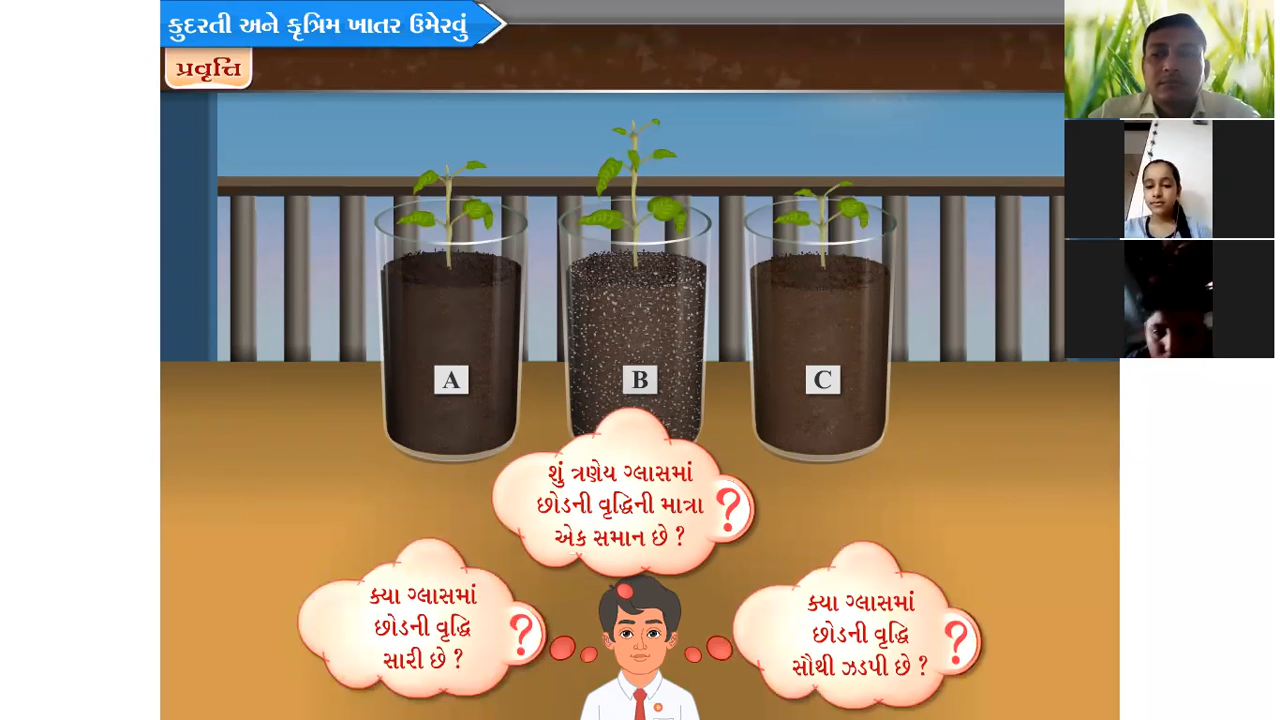 કુદરતી અને કૃત્રિમ ખાતર ઉમેરવું
પ્રવૃત્તિ
A
B
C
શું ત્રણેય ગ્લાસમાં
છોડની વૃદ્ધિની માત્રા
એક સમાન છે ?
?
ક્યા ગ્લાસમાં
છોડની વૃદ્ધિ
સારી છે ?
?
ક્યા ગ્લાસમાં
છોડની વૃદ્ધિ
સૌથી ઝડપી છે ?
?